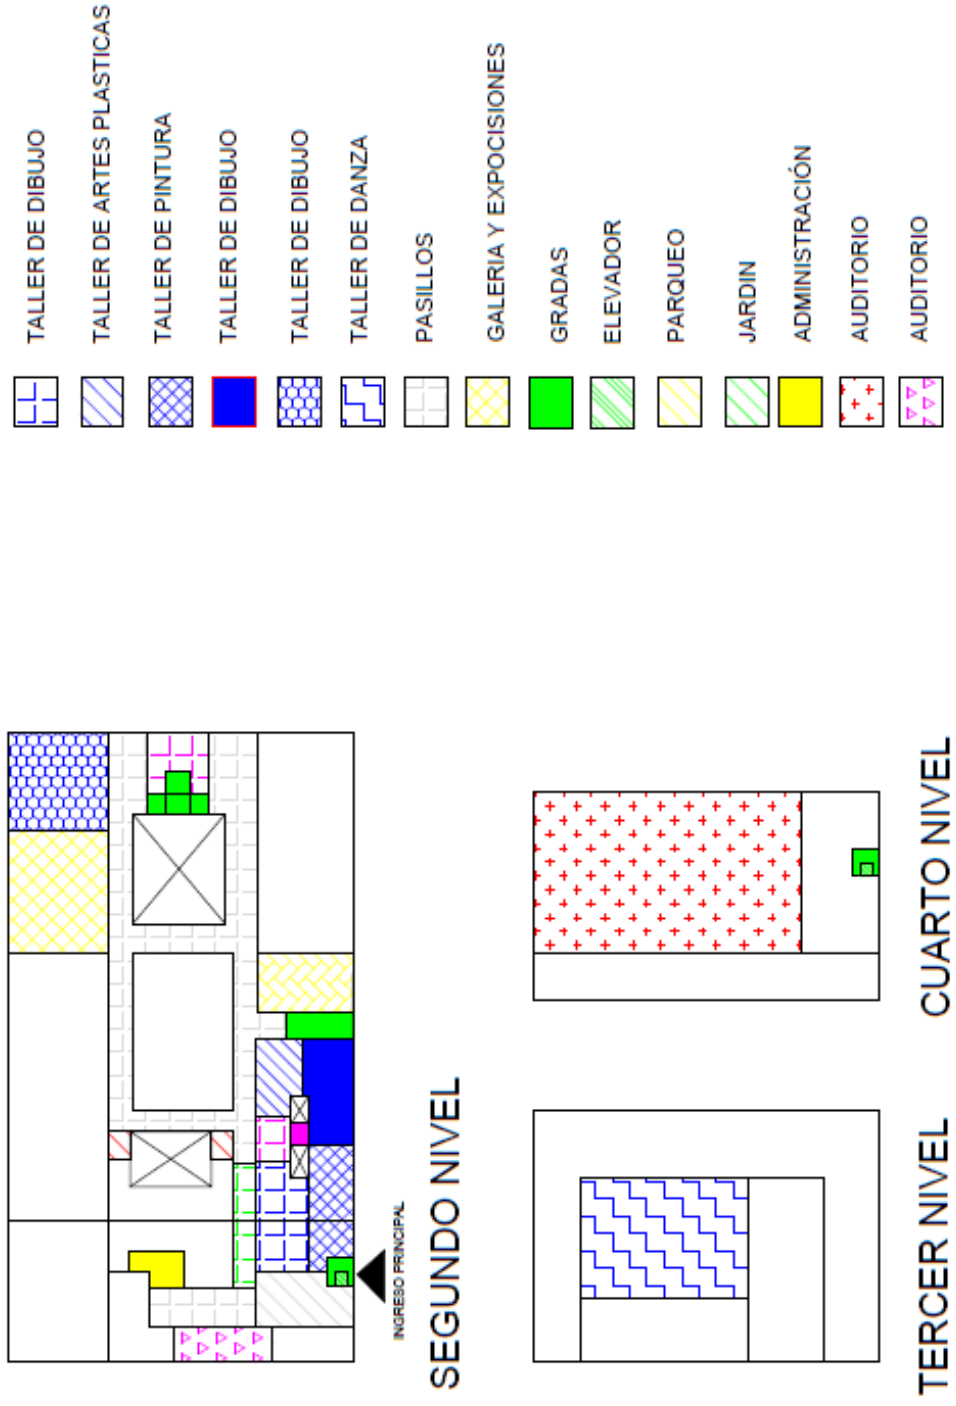 TALLER DE DIBUJO
TALLER DE ARTES PLASTICAS
TALLER DE PINTURA
TALLER DE DIBUJO
TALLER DE DIBUJO
TALLER DE DANZA
PASILLOS
GALERIA Y EXPOCISIONES
GRADAS
ELEVADOR
PARQUEO
JARDIN
ADMINISTRACIÓN
AUDITORIO
AUDITORIO
INGRESO PRINCIPAL
SEGUNDO NIVEL
TERCER NIVEL
CUARTO NIVEL